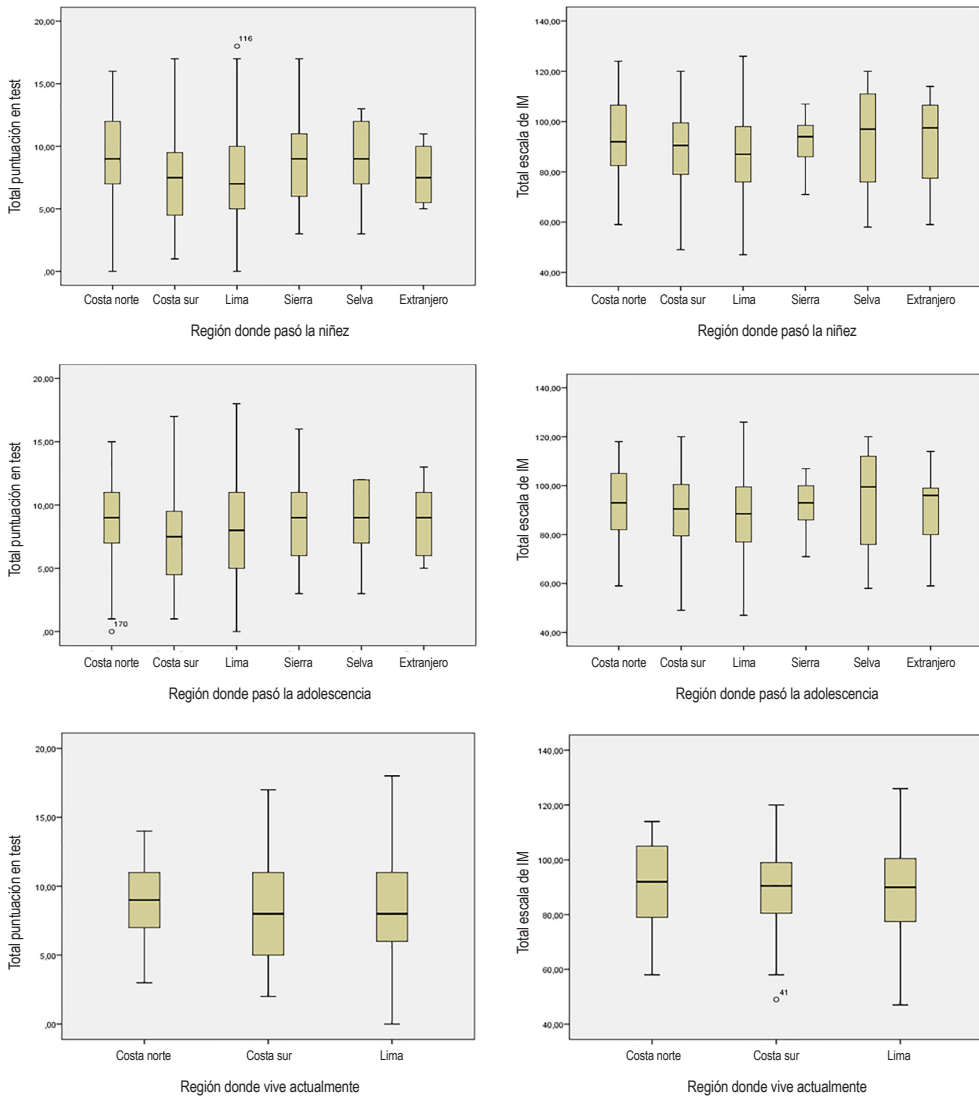 Total puntuación en test
20,00
15,00
10,00
5,00
,00
116
Costa norte Costa sur Lima Sierra Selva Extranjero
Región donde pasó la niñez
Total escala de IM
140,00
120,00
100,00
80,00
60,00
40,00
Costa norte Costa sur Lima Sierra Selva Extranjero
Región donde pasó la niñez
Total puntuación en test
20,00
15,00
10,00
5,00
,00
170
Costa norte Costa sur Lima Sierra Selva Extranjero
Región donde pasó la adolescencia
Total escala de IM
140,00
120,00
100,00
80,00
60,00
40,00
Costa norte Costa sur Lima Sierra Selva Extranjero
Región donde pasó la adolescencia
Total puntuación en test
20,00
15,00
10,00
5,00
,00
Costa norte Costa sur Lima
Región donde vive actualmente
Total escala de IM
140,00
120,00
100,00
80,00
60,00
40,00
41
Costa norte Costa sur Lima
Región donde vive actualmente